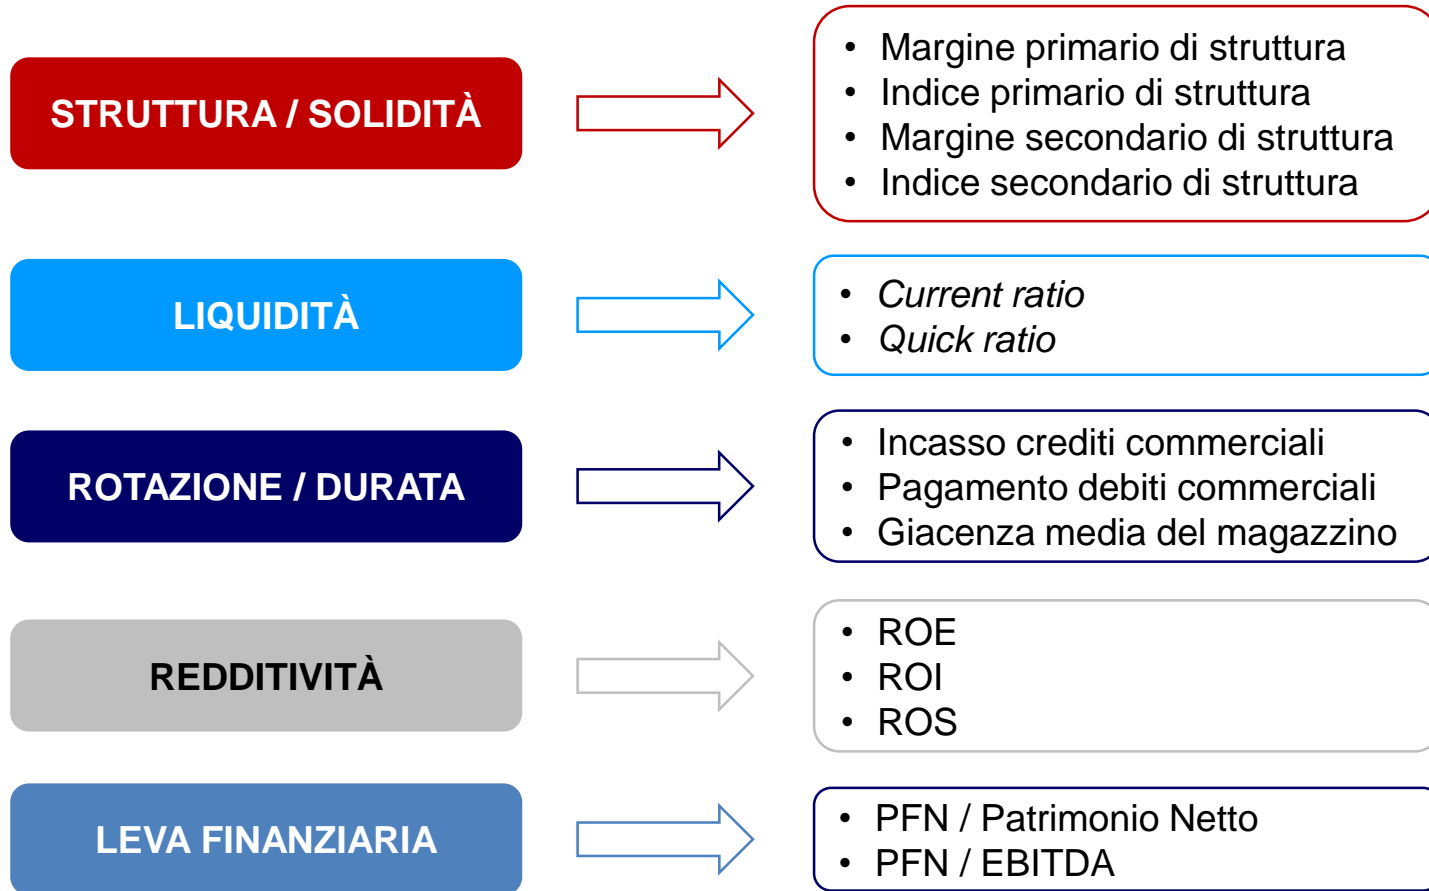 STRUTTURA / SOLIDITÀ
• Margine primario di struttura
• Indice primario di struttura
• Margine secondario di struttura
• Indice secondario di struttura
LIQUIDITÀ
• Current ratio
• Quick ratio
ROTAZIONE / DURATA
• Incasso crediti commerciali
• Pagamento debiti commerciali
• Giacenza media del magazzino
REDDITIVITÀ
• ROE
• ROI
• ROS
LEVA FINANZIARIA
• PFN / Patrimonio Netto
• PFN / EBITDA